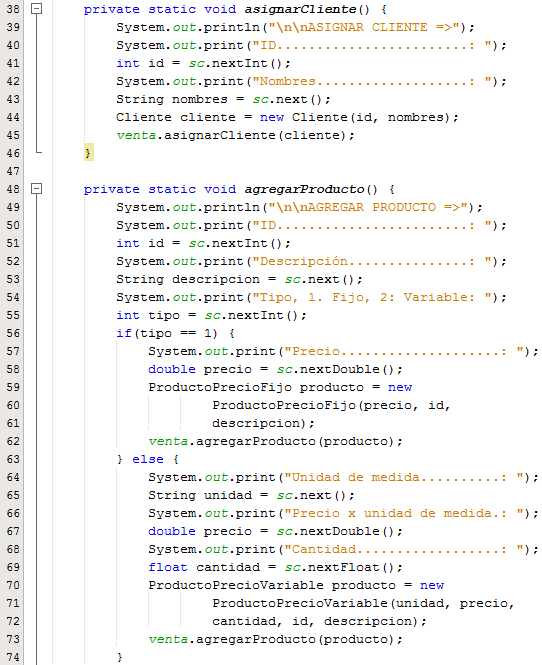 38 private static void asignarCliente() {
39 System.out.println("\n\nASIGNAR CLIENTE =>");
40 System.out.print("ID........................: ");
41 int id = sc.nextInt();
42 System.out.print("Nombres...................: ");
43 String nombres = sc.next();
44 Cliente cliente = new Cliente(id, nombres);
45 venta.asignarCliente(cliente);
46 }
47
48 private static void agregarProducto() {
49 System.out.println("\n\nAGREGAR PRODUCTO =>");
50 System.out.print("ID........................: ");
51 int id = sc.nextInt();
52 System.out.print("Descripción...............: ");
53 String descripcion = sc.next();
54 System.out.print("Tipo, 1. Fijo, 2: Variable: ");
55 int tipo = sc.nextInt();
56 if(tipo == 1) {
57 System.out.print("Precio....................: ");
58 double precio = sc.nextDouble();
59 ProductoPrecioFijo producto = new
60 ProductoPrecioFijo(precio, id,
61 descripcion);
62 venta.agregarProducto(producto);
63 } else {
64 System.out.print("Unidad de medida..........: ");
65 String unidad = sc.next();
66 System.out.print("Precio x unidad de medida.: ");
67 double precio = sc.nextDouble();
68 System.out.print("Cantidad..................: ");
69 float cantidad = sc.nextFloat();
70 ProductoPrecioVariable producto = new
71 ProductoPrecioVariable(unidad, precio,
72 cantidad, id, descripcion);
73 venta.agregarProducto(producto);
74 }